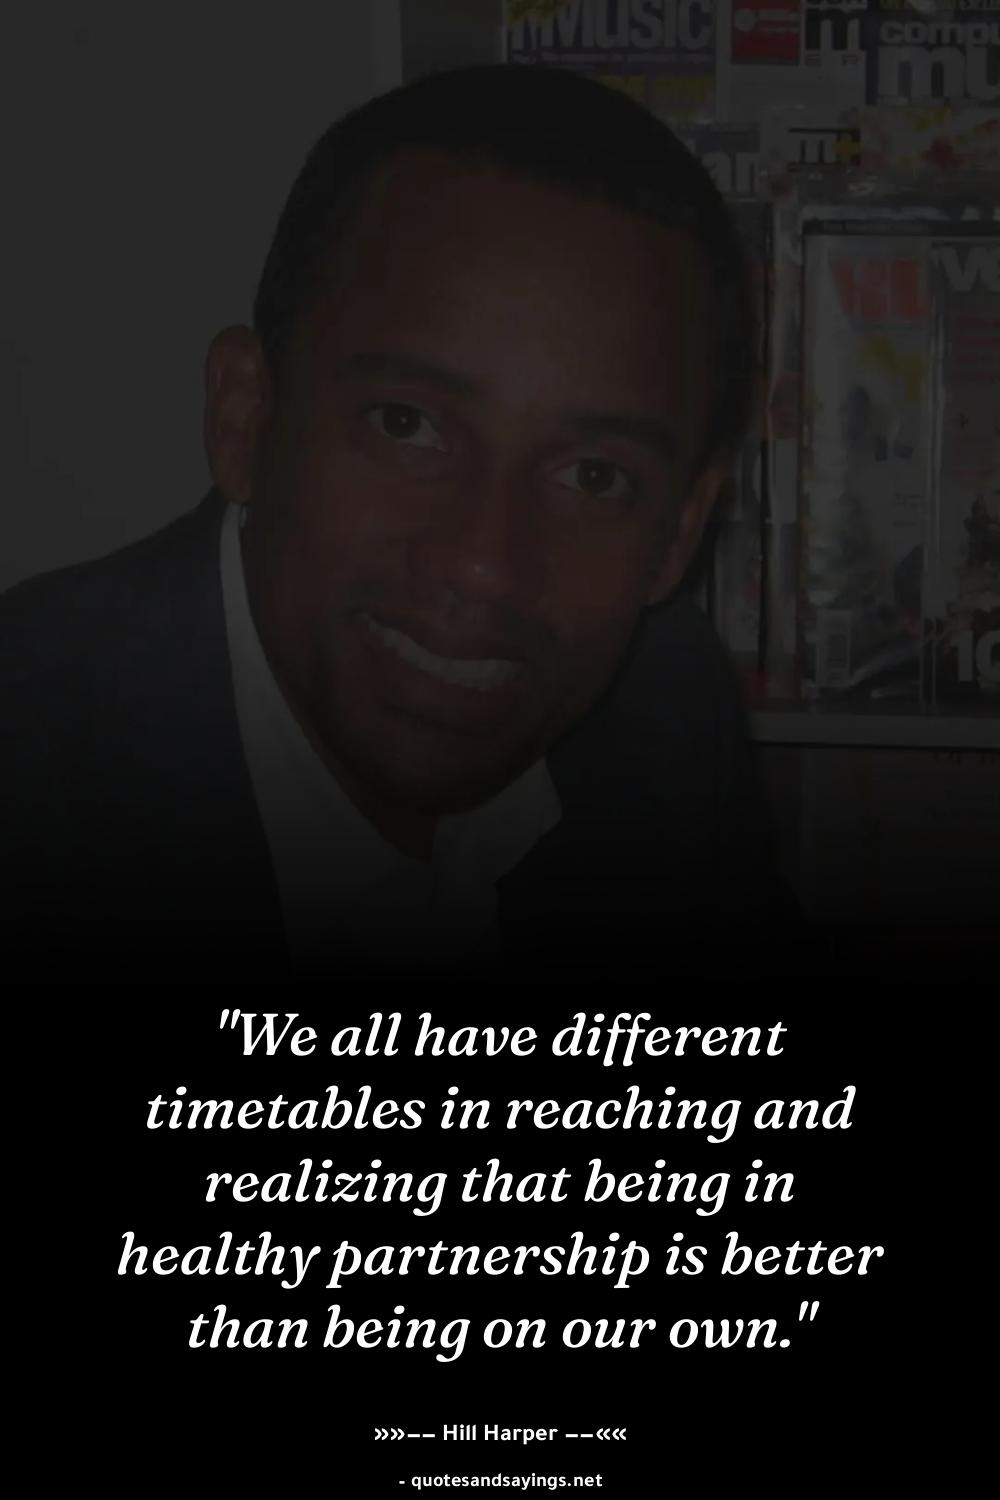 Music
"We all have different
timetables in reaching and
realizing that being in
healthy partnership is better
than being on our own."
»»−− Hill Harper −−««
- quotesandsayings.net